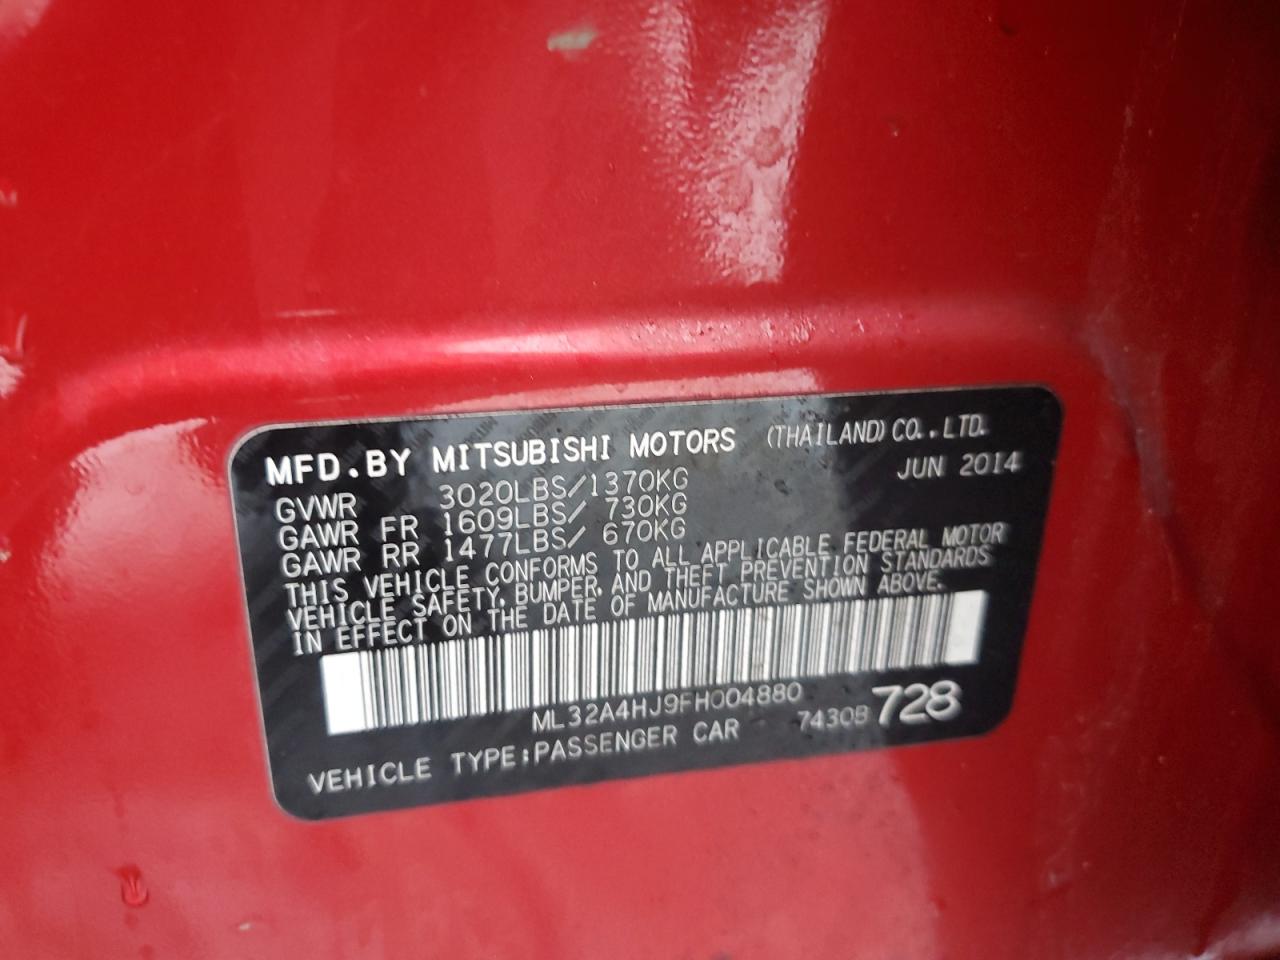 MFD.BY MITSUBISHI MOTORS (THAILAND) CO.,LTD.
JUN 2014
GVWR 3020LBS/1370KG
GAWR FR 1609LBS/ 730KG
GAWR RR 1477LBS/ 670KG
THIS VEHICLE CONFORMS TO ALL APPLICABLE FEDERAL MOTOR
VEHICLE SAFETY, BUMPER, AND THEFT PREVENTION STANDARDS
IN EFFECT ON THE DATE OF MANUFACTURE SHOWN ABOVE.
ML32A4HJ9FH004880
7430B 728
VEHICLE TYPE:PASSENGER CAR